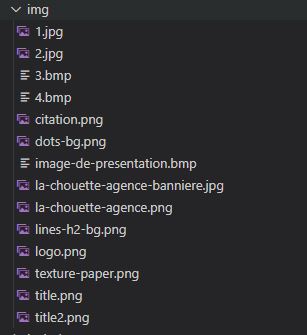 img
1.jpg
2.jpg
3.bmp
4.bmp
citation.png
dots-bg.png
image-de-presentation.bmp
la-chouette-agence-banniere.jpg
la-chouette-agence.png
lines-h2-bg.png
logo.png
texture-paper.png
title.png
title2.png